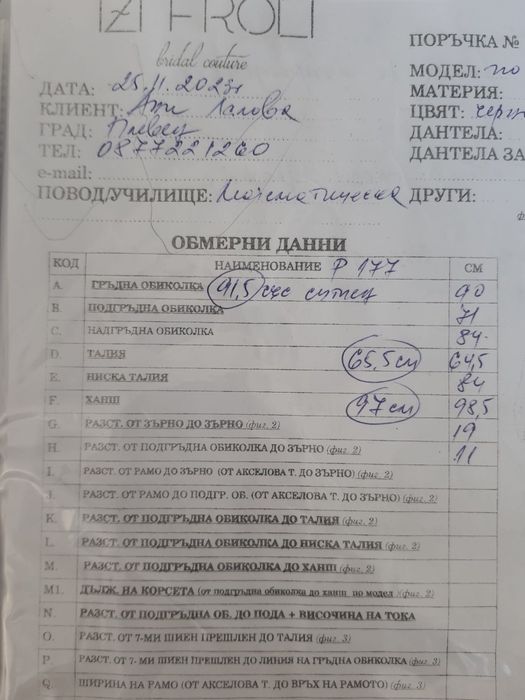 IZI FROLI
bridal couture
ПОРЪЧКА №
МОДЕЛ: по
ДАТА: 25.11.2023г
МАТЕРИЯ:
КЛИЕНТ: Ани
ЦВЯТ: черн
ГРАД: Плевен
ДАНТЕЛА:
ТЕЛ: 0877221260
ДАНТЕЛА ЗА
e-mail:
ПОВОД/УЧИЛИЩЕ: Математическа ДРУГИ:
ОБМЕРНИ ДАННИ
КОД НАИМЕНОВАНИЕ Р 177 СМ
A. ГРЪДНА ОБИКОЛКА 91,5 със сутиен 90
B. ПОДГРЪДНА ОБИКОЛКА 71
C. НАДГРЪДНА ОБИКОЛКА 84
D. ТАЛИЯ 65,5 см 64,5
E. НИСКА ТАЛИЯ 84
F. ХАНШ 97 см 98,5
G. РАЗСТ. ОТ ЗЪРНО ДО ЗЪРНО (фиг. 2) 19
H. РАЗСТ. ОТ ПОДГРЪДНА ОБИКОЛКА ДО ЗЪРНО (фиг. 2) 11
I. РАЗСТ. ОТ РАМО ДО ЗЪРНО (ОТ АКСЕЛОВА Т. ДО ЗЪРНО) (фиг. 2)
J. РАЗСТ. ОТ РАМО ДО ПОДГР. ОБ. (ОТ АКСЕЛОВА Т. ДО ЗЪРНО) (фиг. 2)
K. РАЗСТ. ОТ ПОДГРЪДНА ОБИКОЛКА ДО ТАЛИЯ (фиг. 2)
L. РАЗСТ. ОТ ПОДГРЪДНА ОБИКОЛКА ДО НИСКА ТАЛИЯ (фиг. 2)
M. РАЗСТ. ОТ ПОДГРЪДНА ОБИКОЛКА ДО ХАНШ (фиг. 2)
M1. ДЪЛЖ. НА КОРСЕТА (от подгръдна обиколка до ханш по модел) (фиг. 2)
N. РАЗСТ. ОТ ПОДГРЪДНА ОБ. ДО ПОДА + ВИСОЧИНА НА ТОКА
O. РАЗСТ. ОТ 7-МИ ШИЕН ПРЕШЛЕН ДО ТАЛИЯ (фиг. 3)
P. РАЗСТ. ОТ 7- МИ ШИЕН ПРЕШЛЕН ДО ЛИНИЯ НА ГРЪДНА ОБИКОЛКА (фиг. 3)
Q. ШИРИНА НА РАМО (ОТ АКСЕЛОВА Т. ДО ВРЪХ НА РАМОТО) (фиг. 3)